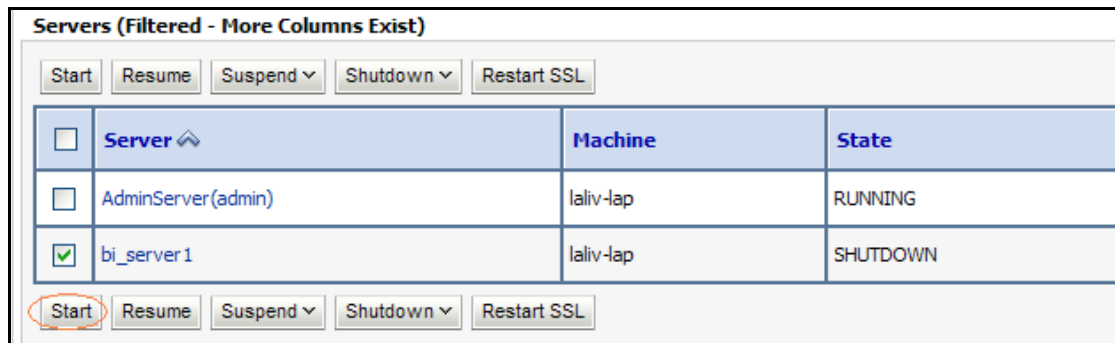 Servers (Filtered - More Columns Exist)
Start Resume Suspend Shutdown Restart SSL
Server Machine State
AdminServer(admin) laliv-lap RUNNING
bi_server1 laliv-lap SHUTDOWN
Start Resume Suspend Shutdown Restart SSL